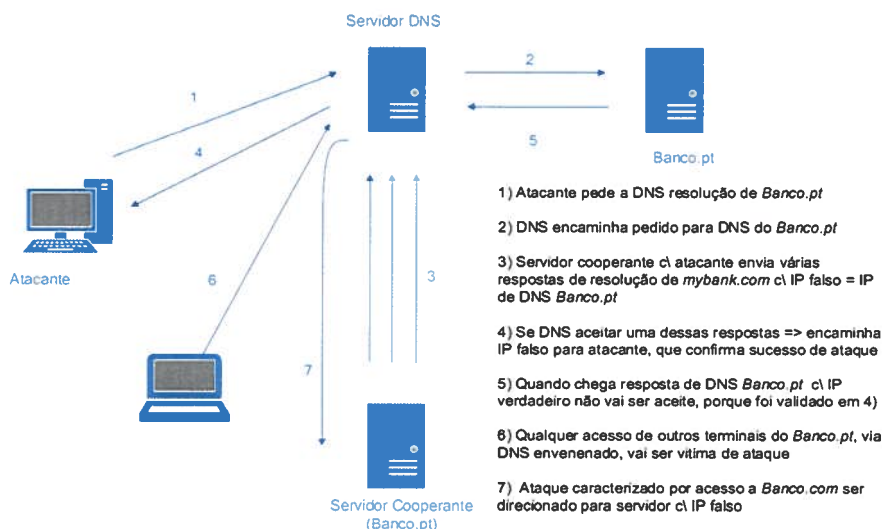 Servidor DNS
1
2
4
5
Banco.pt
Atacante
6
3
7
Servidor Cooperante
(Banco.pt)
1) Atacante pede a DNS resolução de Banco.pt
2) DNS encaminha pedido para DNS do Banco.pt
3) Servidor cooperante c\ atacante envia várias
respostas de resolução de mybank.com c\ IP falso = IP
de DNS Banco.pt
4) Se DNS aceitar uma dessas respostas => encaminha
IP falso para atacante, que confirma sucesso de ataque
5) Quando chega resposta de DNS Banco.pt c\ IP
verdadeiro não vai ser aceite, porque foi validado em 4)
6) Qualquer acesso de outros terminais do Banco.pt, via
DNS envenenado, vai ser vitima de ataque
7) Ataque caracterizado por acesso a Banco.com ser
direcionado para servidor c\ IP falso